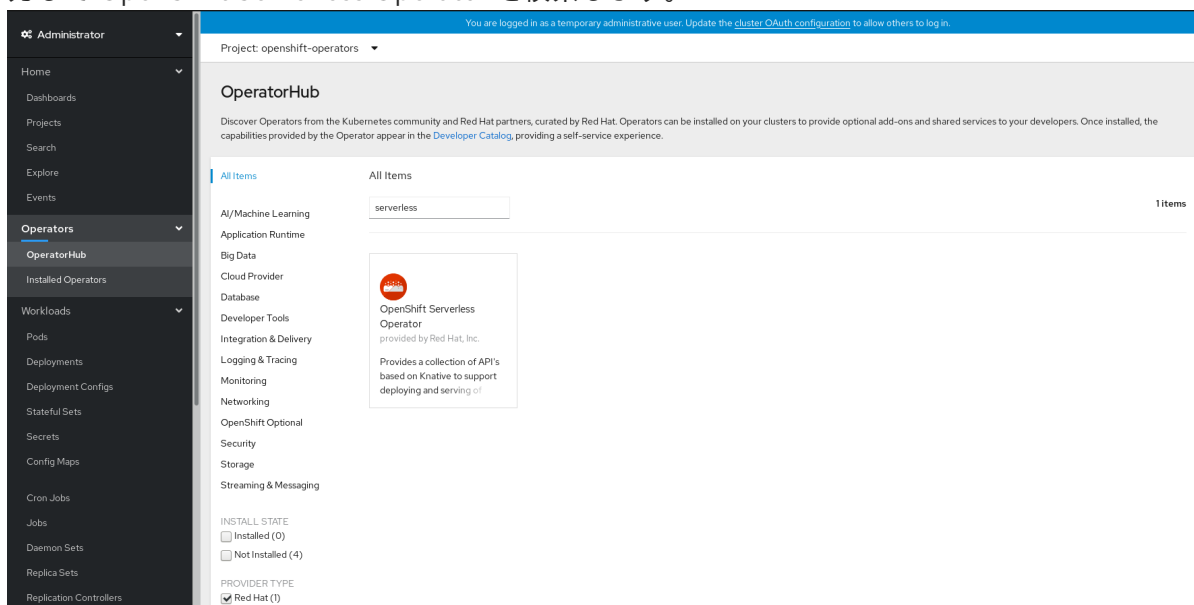 You are logged in as a temporary administrative user. Update the cluster OAuth configuration to allow others to log in.
Administrator
Project: openshift-operators
Home
Dashboards
Projects
Search
Explore
Events
Operators
OperatorHub
Installed Operators
Workloads
Pods
Deployments
Deployment Configs
Stateful Sets
Secrets
Config Maps
Cron Jobs
Jobs
Daemon Sets
Replica Sets
Replication Controllers
OperatorHub
Discover Operators from the Kubernetes community and Red Hat partners, curated by Red Hat. Operators can be installed on your clusters to provide optional add-ons and shared services to your developers. Once installed, the
capabilities provided by the Operator appear in the Developer Catalog, providing a self-service experience.
All Items
AI/Machine Learning
Application Runtime
Big Data
Cloud Provider
Database
Developer Tools
Integration & Delivery
Logging & Tracing
Monitoring
Networking
OpenShift Optional
Security
Storage
Streaming & Messaging
INSTALL STATE
Installed (0)
Not Installed (4)
PROVIDER TYPE
Red Hat (1)
All Items
serverless
1 items
OpenShift Serverless
Operator
provided by Red Hat, Inc.
Provides a collection of API's
based on Knative to support
deploying and serving of